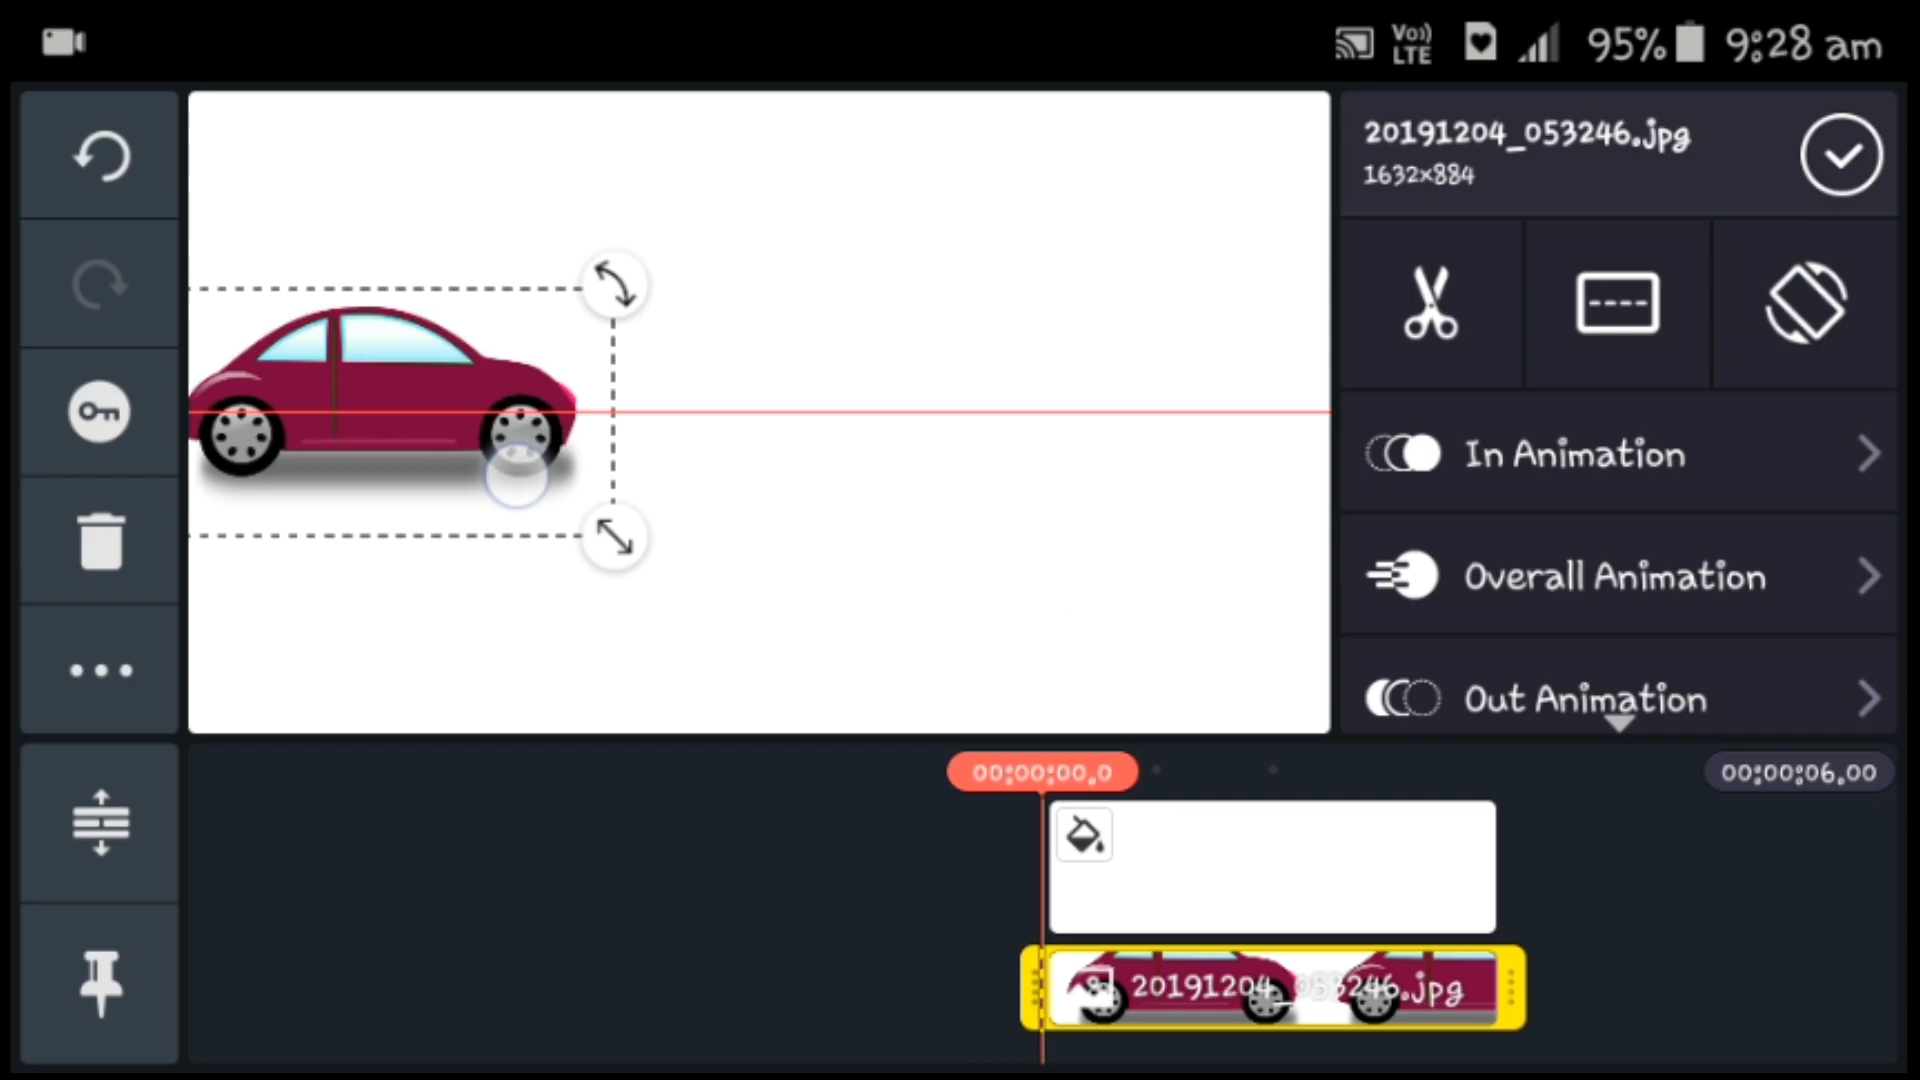 Vo))
LTE
95%
9:28 am
20191204_053246.jpg
1632×884
In Animation
Overall Animation
Out Animation
00:00:00.0
00:00:06.00
20191204_053246.jpg